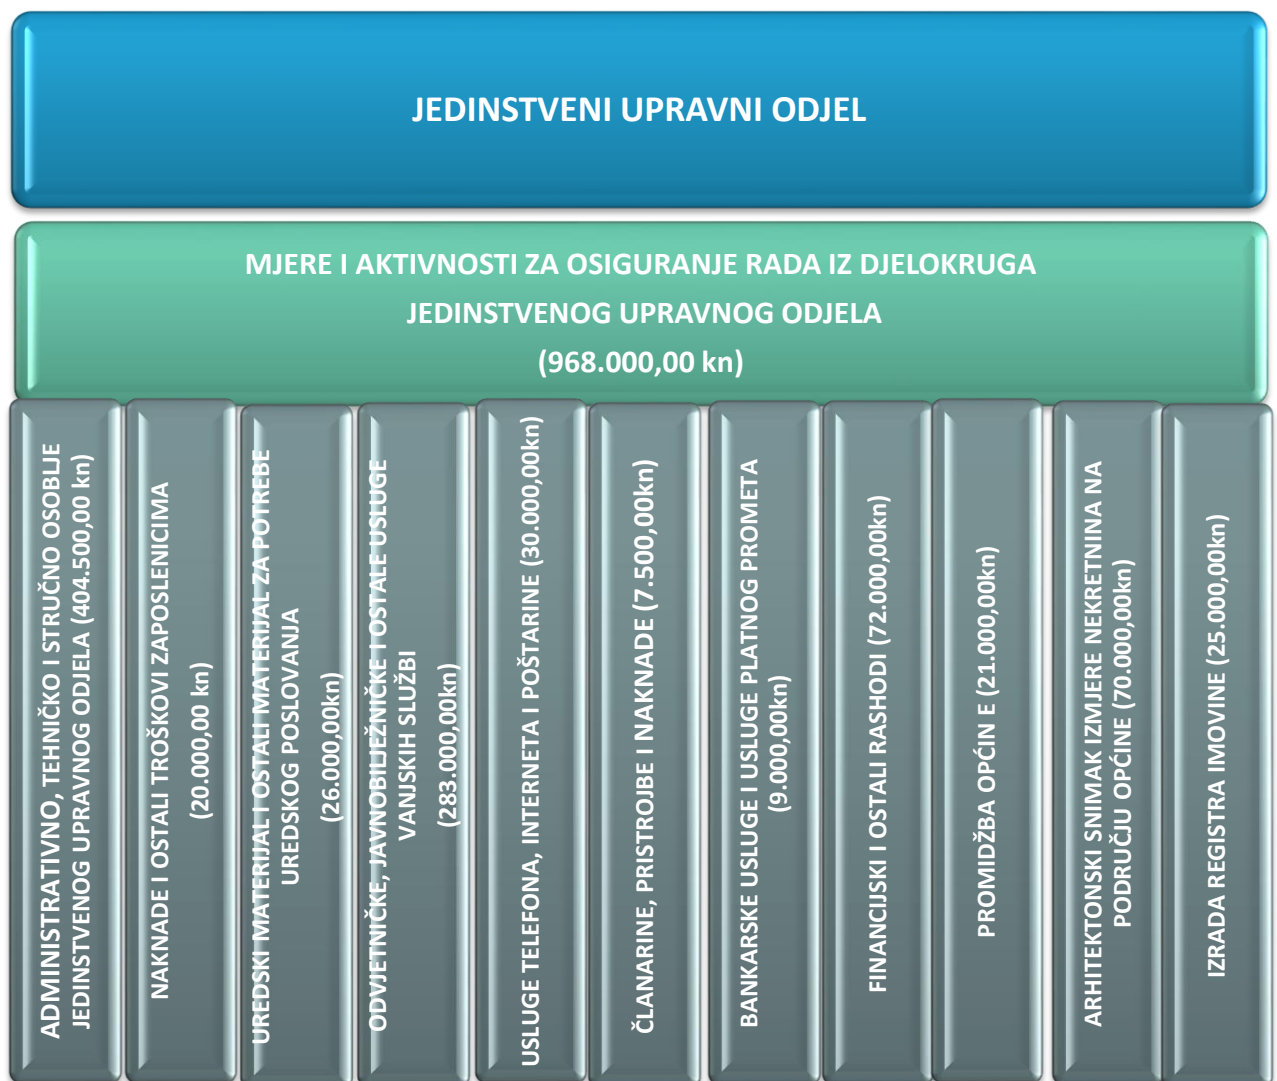 JEDINSTVENI UPRAVNI ODJEL
MJERE I AKTIVNOSTI ZA OSIGURANJE RADA IZ DJELOKRUGA
JEDINSTVENOG UPRAVNOG ODJELA
(968.000,00 kn)
ADMINISTRATIVNO, TEHNIČKO I STRUČNO OSOBLJE
JEDINSTVENOG UPRAVNOG ODJELA (404.500,00 kn)
NAKNADE I OSTALI TROŠKOVI ZAPOSLENICIMA
(20.000,00 kn)
UREDSKI MATERIJAL I OSTALI MATERIJAL ZA POTREBE
UREDSKOG POSLOVANJA
(26.000,00kn)
ODVJETNIČKE, JAVNOBILJEŽNIČKE I OSTALE USLUGE
VANJSKIH SLUŽBI
(283.000,00kn)
USLUGE TELEFONA, INTERNETA I POŠTARINE (30.000,00kn)
ČLANARINE, PRISTROJBE I NAKNADE (7.500,00kn)
BANKARSKE USLUGE I USLUGE PLATNOG PROMETA
(9.000,00kn)
FINANCIJSKI I OSTALI RASHODI (72.000,00kn)
PROMIDŽBA OPĆIN E (21.000,00kn)
ARHITEKTONSKI SNIMAK IZMJERE NEKRETNINA NA
PODRUČJU OPĆINE (70.000,00kn)
IZRADA REGISTRA IMOVINE (25.000,00kn)